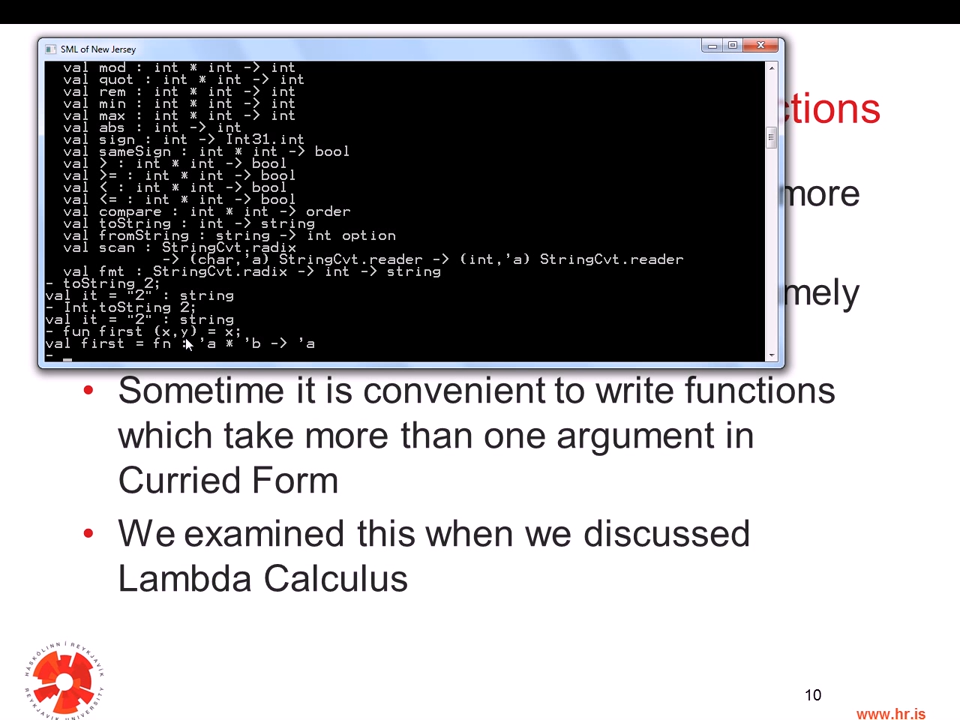 SML of New Jersey
val mod : int * int -> int
val quot : int * int -> int
val rem : int * int -> int
val min : int * int -> int
val max : int * int -> int
val abs : int -> int
val sign : int -> Int31.int
val sameSign : int * int -> bool
val > : int * int -> bool
val >= : int * int -> bool
val < : int * int -> bool
val <= : int * int -> bool
val compare : int * int -> order
val toString : int -> string
val fromString : string -> int option
val scan : StringCvt.radix
-> (char,'a) StringCvt.reader -> (int,'a) StringCvt.reader
val fmt : StringCvt.radix -> int -> string
- toString 2;
val it = "2" : string
- Int.toString 2;
val it = "2" : string
- fun first (x,y) = x;
val first = fn : 'a * 'b -> 'a
-
ctions
more
mely
• Sometime it is convenient to write functions
which take more than one argument in
Curried Form
• We examined this when we discussed
Lambda Calculus
HÁSKÓLINN Í REYKJAVÍK
REYKJAVIK UNIVERSITY
10
www.hr.is